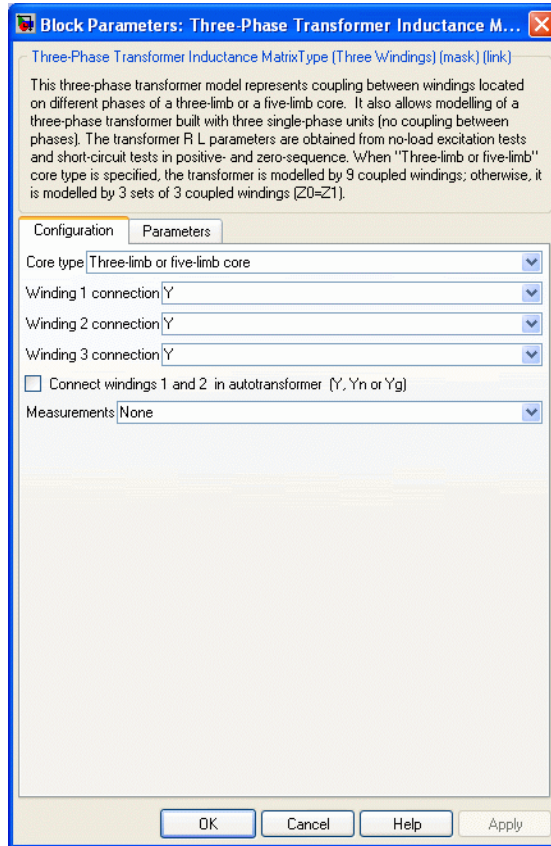 Block Parameters: Three-Phase Transformer Inductance M...
Three-Phase Transformer Inductance MatrixType (Three Windings) (mask) (link)
This three-phase transformer model represents coupling between windings located
on different phases of a three-limb or a five-limb core. It also allows modelling of a
three-phase transformer built with three single-phase units (no coupling between
phases). The transformer R L parameters are obtained from no-load excitation tests
and short-circuit tests in positive- and zero-sequence. When "Three-limb or five-limb"
core type is specified, the transformer is modelled by 9 coupled windings; otherwise, it
is modelled by 3 sets of 3 coupled windings (Z0=Z1).
Configuration Parameters
Core type Three-limb or five-limb core
Winding 1 connection Y
Winding 2 connection Y
Winding 3 connection Y
Connect windings 1 and 2 in autotransformer (Y, Yn or Yg)
Measurements None
OK Cancel Help Apply